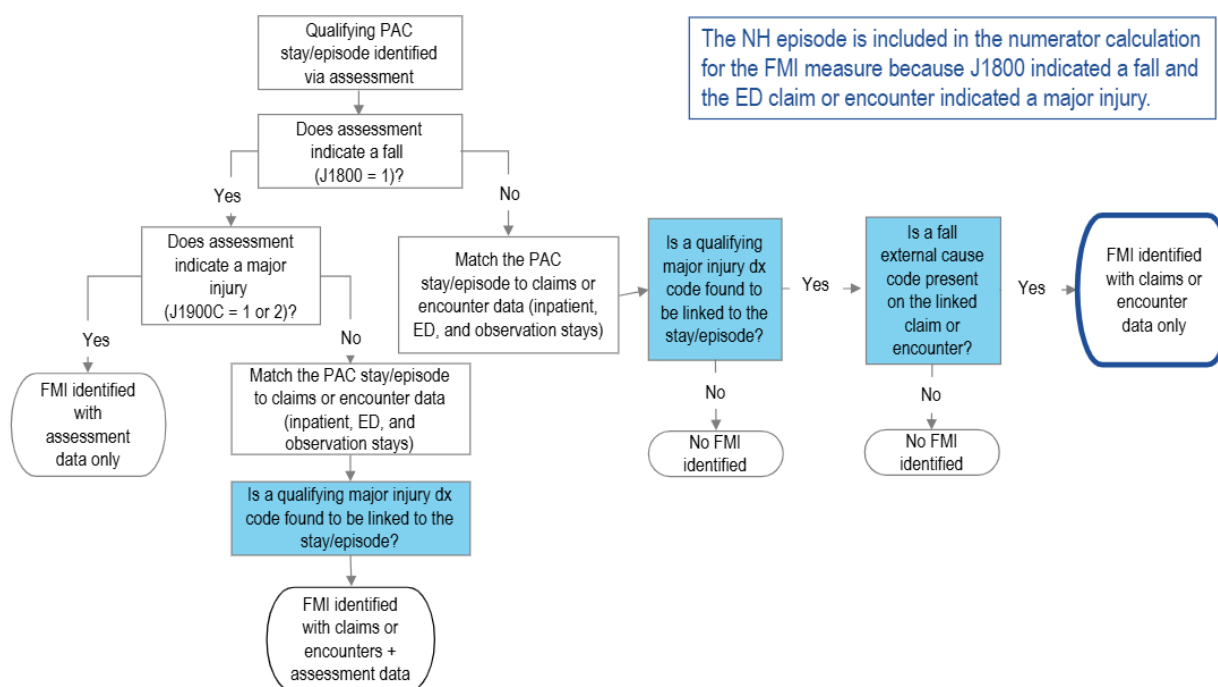 Qualifying PAC
stay/episode identified
via assessment
The NH episode is included in the numerator calculation
for the FMI measure because J1800 indicated a fall and
the ED claim or encounter indicated a major injury.
Does assessment
indicate a fall
(J1800 = 1)?
Yes
No
Does assessment
indicate a major
injury
(J1900C = 1 or 2)?
Match the PAC
stay/episode to claims or
encounter data (inpatient,
ED, and observation stays)
Is a qualifying
major injury dx
code found to
be linked to the
stay/episode?
Yes
Is a fall
external cause
code present
on the linked
claim or
encounter?
Yes
FMI identified
with claims or
encounter
data only
Yes
No
No
No
FMI identified
with
assessment
data only
Match the PAC stay/episode
to claims or encounter data
(inpatient, ED, and
observation stays)
No FMI
identified
No FMI
identified
Is a qualifying major injury dx
code found to be linked to the
stay/episode?
FMI identified
with claims or
encounters +
assessment data